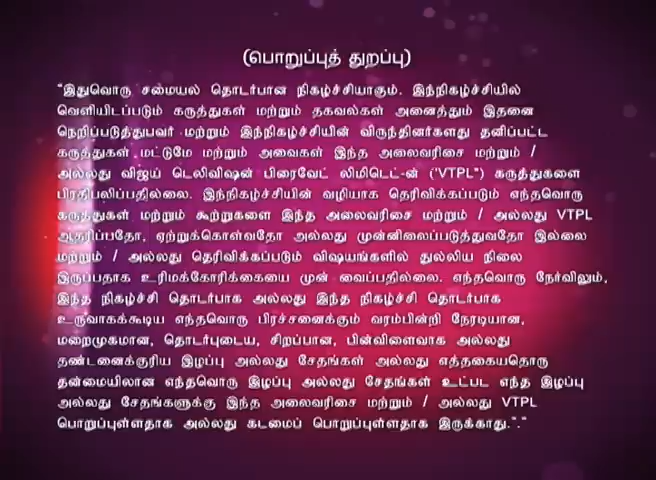 (பொறுப்புத் துறப்பு)
"இதுவொரு சமையல் தொடர்பான நிகழ்ச்சியாகும். இந்நிகழ்ச்சியில்
வெளியிடப்படும் கருத்துகள் மற்றும் தகவல்கள் அனைத்தும் இதனை
நெறிப்படுத்துபவர் மற்றும் இந்நிகழ்ச்சியின் விருந்தினர்களது தனிப்பட்ட
கருத்துகள் மட்டுமே மற்றும் அவைகள் இந்த அலைவரிசை மற்றும் /
அல்லது விஜய் டெலிவிஷன் பிரைவேட் லிமிடெட்-ன் ("VTPL") கருத்துகளை
பிரதிபலிப்பதில்லை. இந்நிகழ்ச்சியின் வழியாக தெரிவிக்கப்படும் எந்தவொரு
கருத்துகள் மற்றும் கூற்றுகளை இந்த அலைவரிசை மற்றும் / அல்லது VTPL
ஆதரிப்பதோ, ஏற்றுக்கொள்வதோ அல்லது முன்னிலைப்படுத்துவதோ இல்லை
மற்றும் / அல்லது தெரிவிக்கப்படும் விஷயங்களில் துல்லிய நிலை
இருப்பதாக உரிமக்கோரிக்கையை முன் வைப்பதில்லை. எந்தவொரு நேர்விலும்,
இந்த நிகழ்ச்சி தொடர்பாக அல்லது இந்த நிகழ்ச்சி தொடர்பாக
உருவாகக்கூடிய எந்தவொரு பிரச்சனைக்கும் வரம்பின்றி நேரடியான,
மறைமுகமான, தொடர்புடைய, சிறப்பான, பின்விளைவாக அல்லது
தண்டனைக்குரிய இழப்பு அல்லது சேதங்கள் அல்லது எத்தகையதொரு
தன்மையிலான எந்தவொரு இழப்பு அல்லது சேதங்கள் உட்பட எந்த இழப்பு
அல்லது சேதங்களுக்கு இந்த அலைவரிசை மற்றும் / அல்லது VTPL
பொறுப்புள்ளதாக அல்லது கடமைப் பொறுப்புள்ளதாக இருக்காது."."